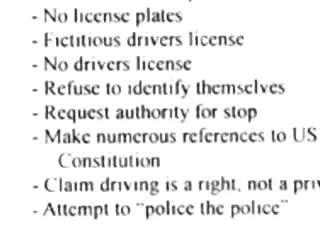 - No license plates
- Fictitious drivers license
- No drivers license
- Refuse to identify themselves
- Request authority for stop
- Make numerous references to US
Constitution
- Claim driving is a right, not a pri
- Attempt to "police the police"